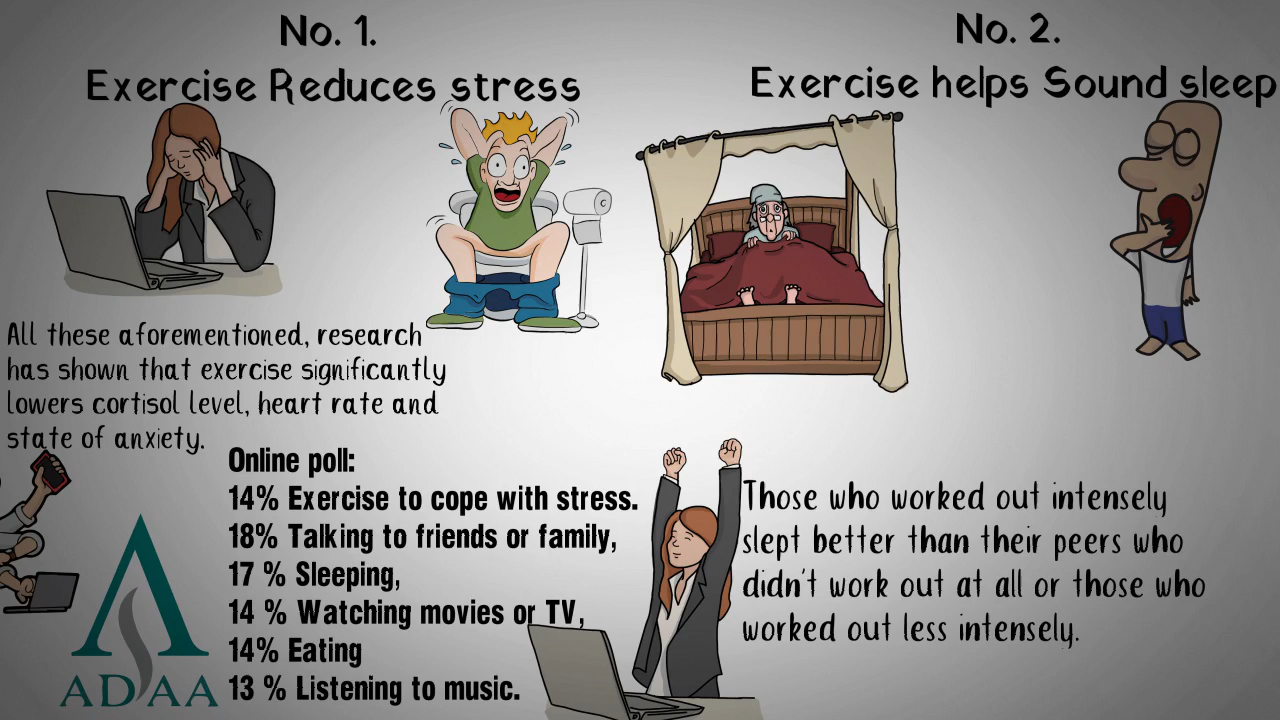 No. 1.
Exercise Reduces stress
No. 2.
Exercise helps Sound sleep
All these aforementioned, research
has shown that exercise significantly
lowers cortisol level, heart rate and
state of anxiety.
Online poll:
14% Exercise to cope with stress.
18% Talking to friends or family,
17 % Sleeping,
14 % Watching movies or TV,
14% Eating
13 % Listening to music.
ADAA
Those who worked out intensely
slept better than their peers who
didn't work out at all or those who
worked out less intensely.